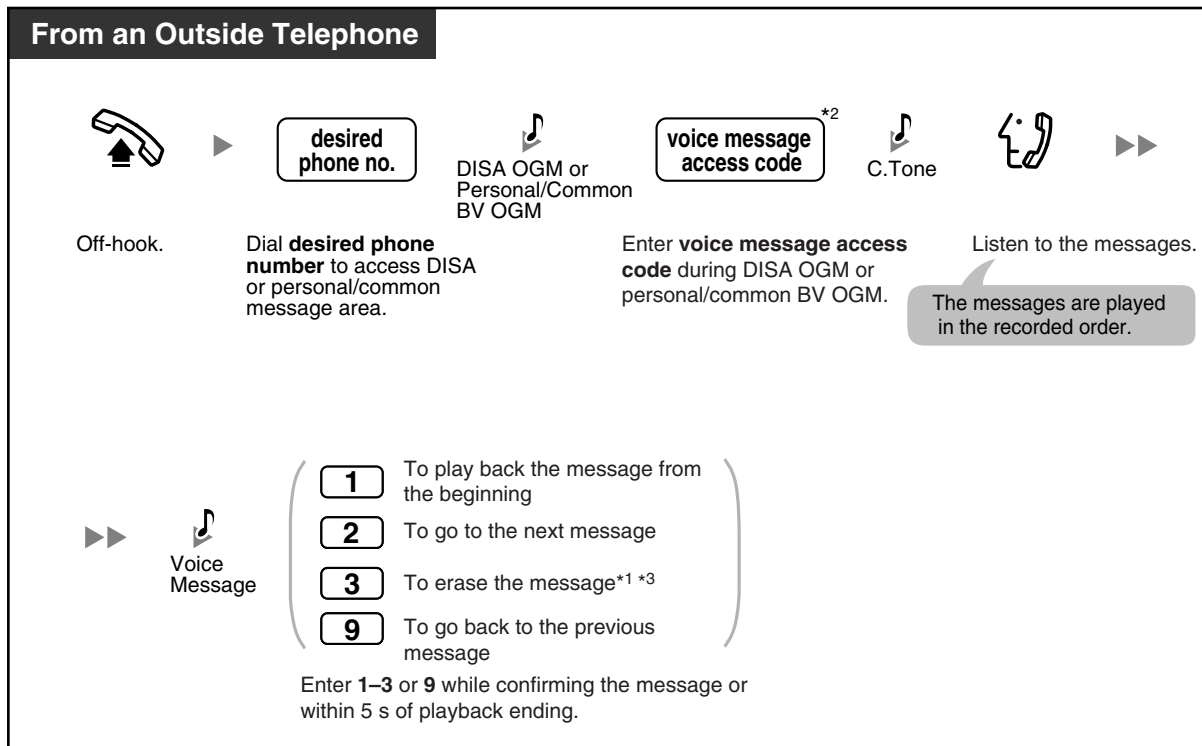 From an Outside Telephone
desired
phone no.
DISA OGM or
Personal/Common
BV OGM
voice message
access code
*2
C.Tone
Off-hook.
Dial desired phone
number to access DISA
or personal/common
message area.
Enter voice message access
code during DISA OGM or
personal/common BV OGM.
Listen to the messages.
The messages are played
in the recorded order.
Voice
Message
1
To play back the message from
the beginning
2
To go to the next message
3
To erase the message*1 *3
9
To go back to the previous
message
Enter 1–3 or 9 while confirming the message or
within 5 s of playback ending.